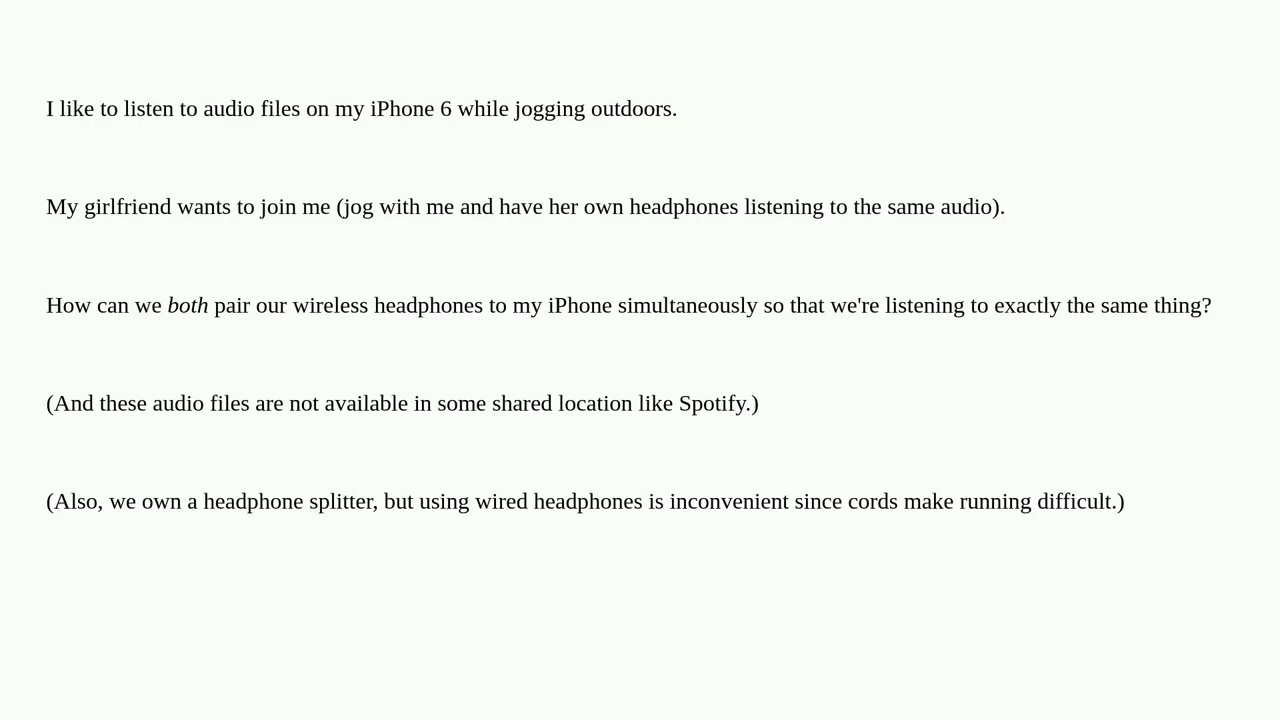 I like to listen to audio files on my iPhone 6 while jogging outdoors.
My girlfriend wants to join me (jog with me and have her own headphones listening to the same audio).
How can we both pair our wireless headphones to my iPhone simultaneously so that we're listening to exactly the same thing?
(And these audio files are not available in some shared location like Spotify.)
(Also, we own a headphone splitter, but using wired headphones is inconvenient since cords make running difficult.)